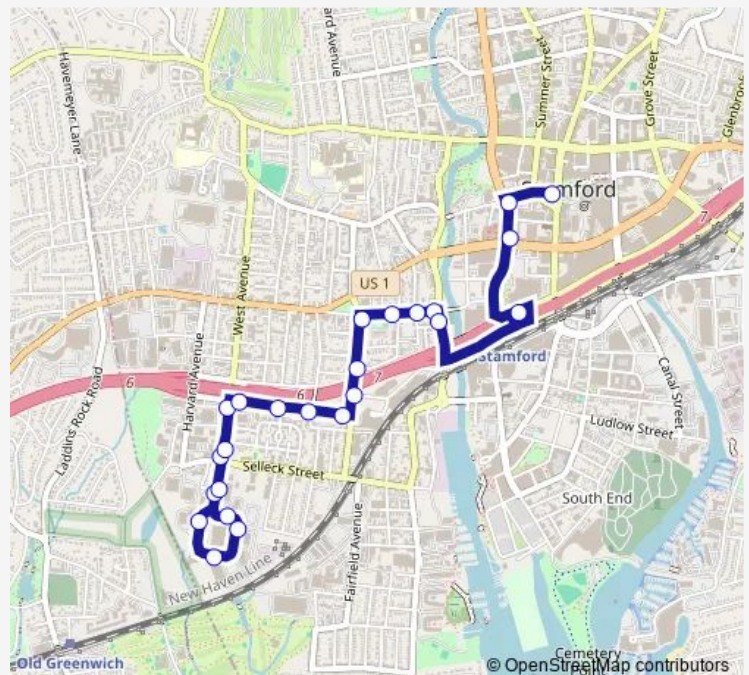 ard Avenue
Havemeyer Lane
Summer Street
Grove Street
Glenbrook
mford
7
US 1
West Avenue
Harvard Avenue
Stamford
6
6
7
Laddins Rock Road
Canal Street
Ludlow Street
Selleck Street
South End
Fairfield Avenue
New Haven Line
Old Greenwich
Cemetery
© OpenStreetMap contributors